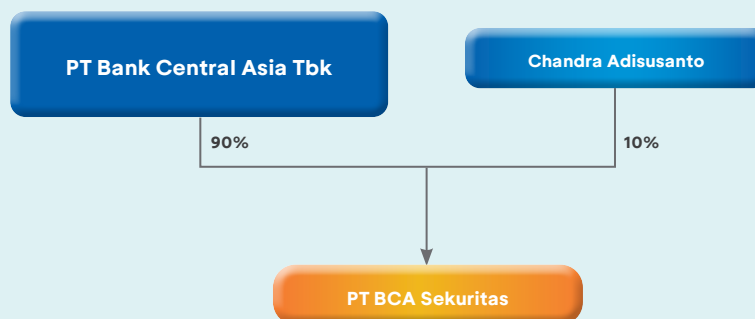 PT Bank Central Asia Tbk
Chandra Adisusanto
90%
10%
PT BCA Sekuritas